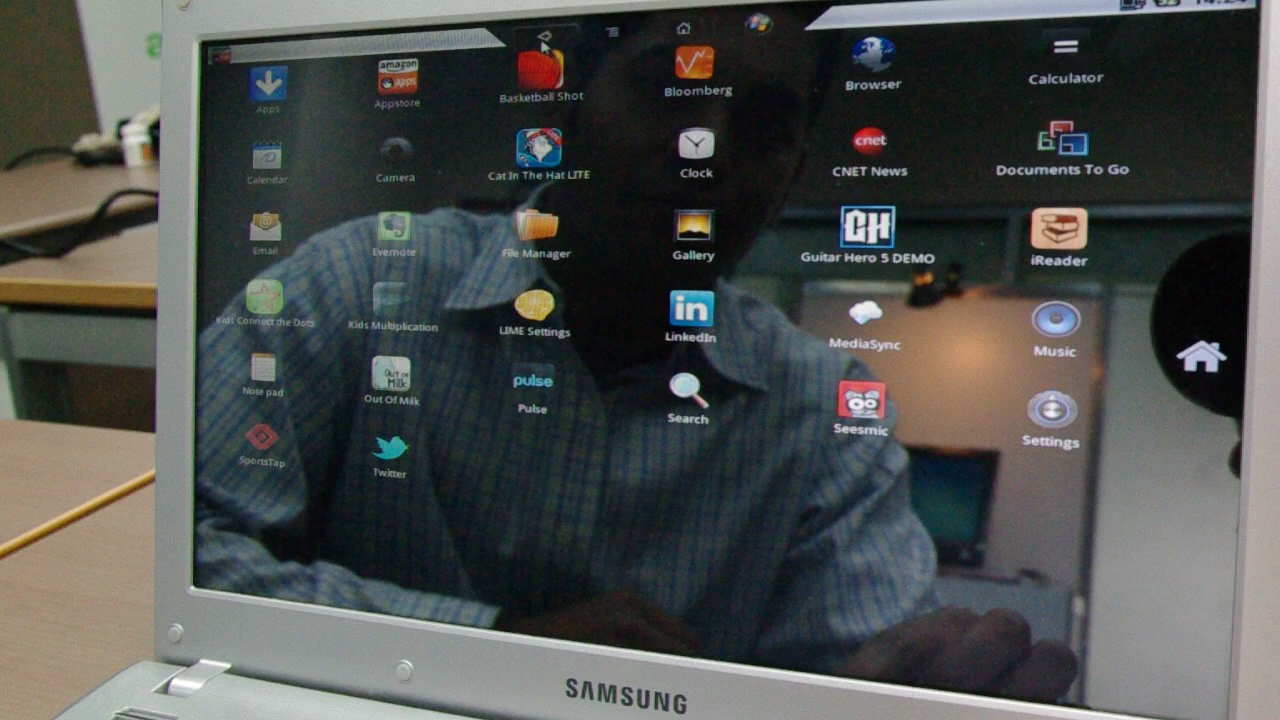 14:24
Apps
amazon
apps
Appstore
Basketball Shot
Bloomberg
Browser
Calculator
Calendar
Camera
Cat In The Hat LITE
Clock
cnet
CNET News
Documents To Go
Email
Evernote
File Manager
Gallery
GH
Guitar Hero 5 DEMO
iReader
Kids Connect the Dots
Kids Multiplication
LIME Settings
in
LinkedIn
MediaSync
Music
Note pad
Out of
Milk
Out Of Milk
pulse
Pulse
Search
Seesmic
Settings
SportsTap
Twitter
SAMSUNG